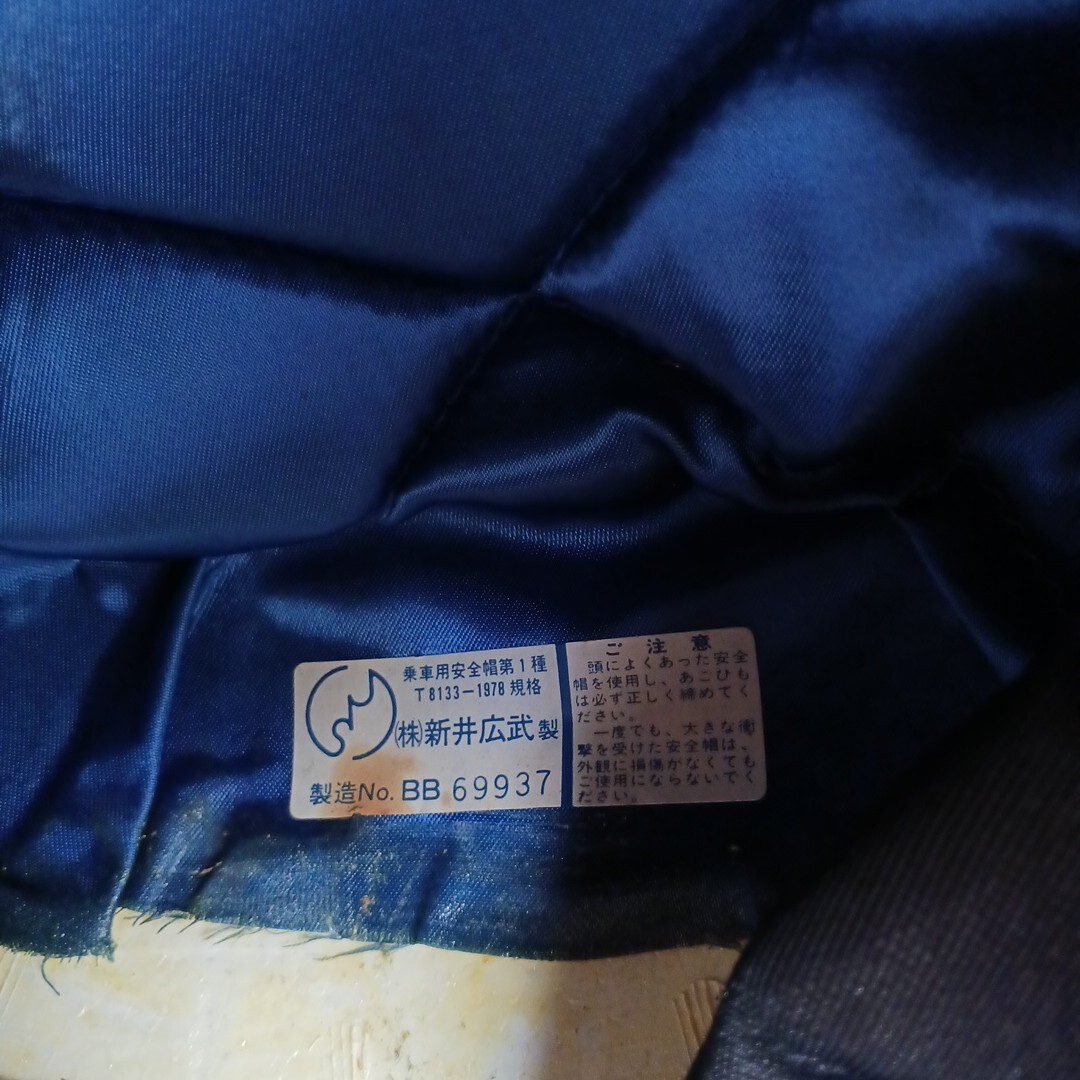 乗車用安全帽第1種
T8133-1978規格
(株)新井広武製
製造No. BB 69937
ご注意
頭によくあった安全
帽を使用し、あごひも
は必ず正しく締めてく
ださい。
一度でも、大きな衝
撃を受けた安全帽は、
外観に損傷がなくても
ご使用にならないでく
ださい。